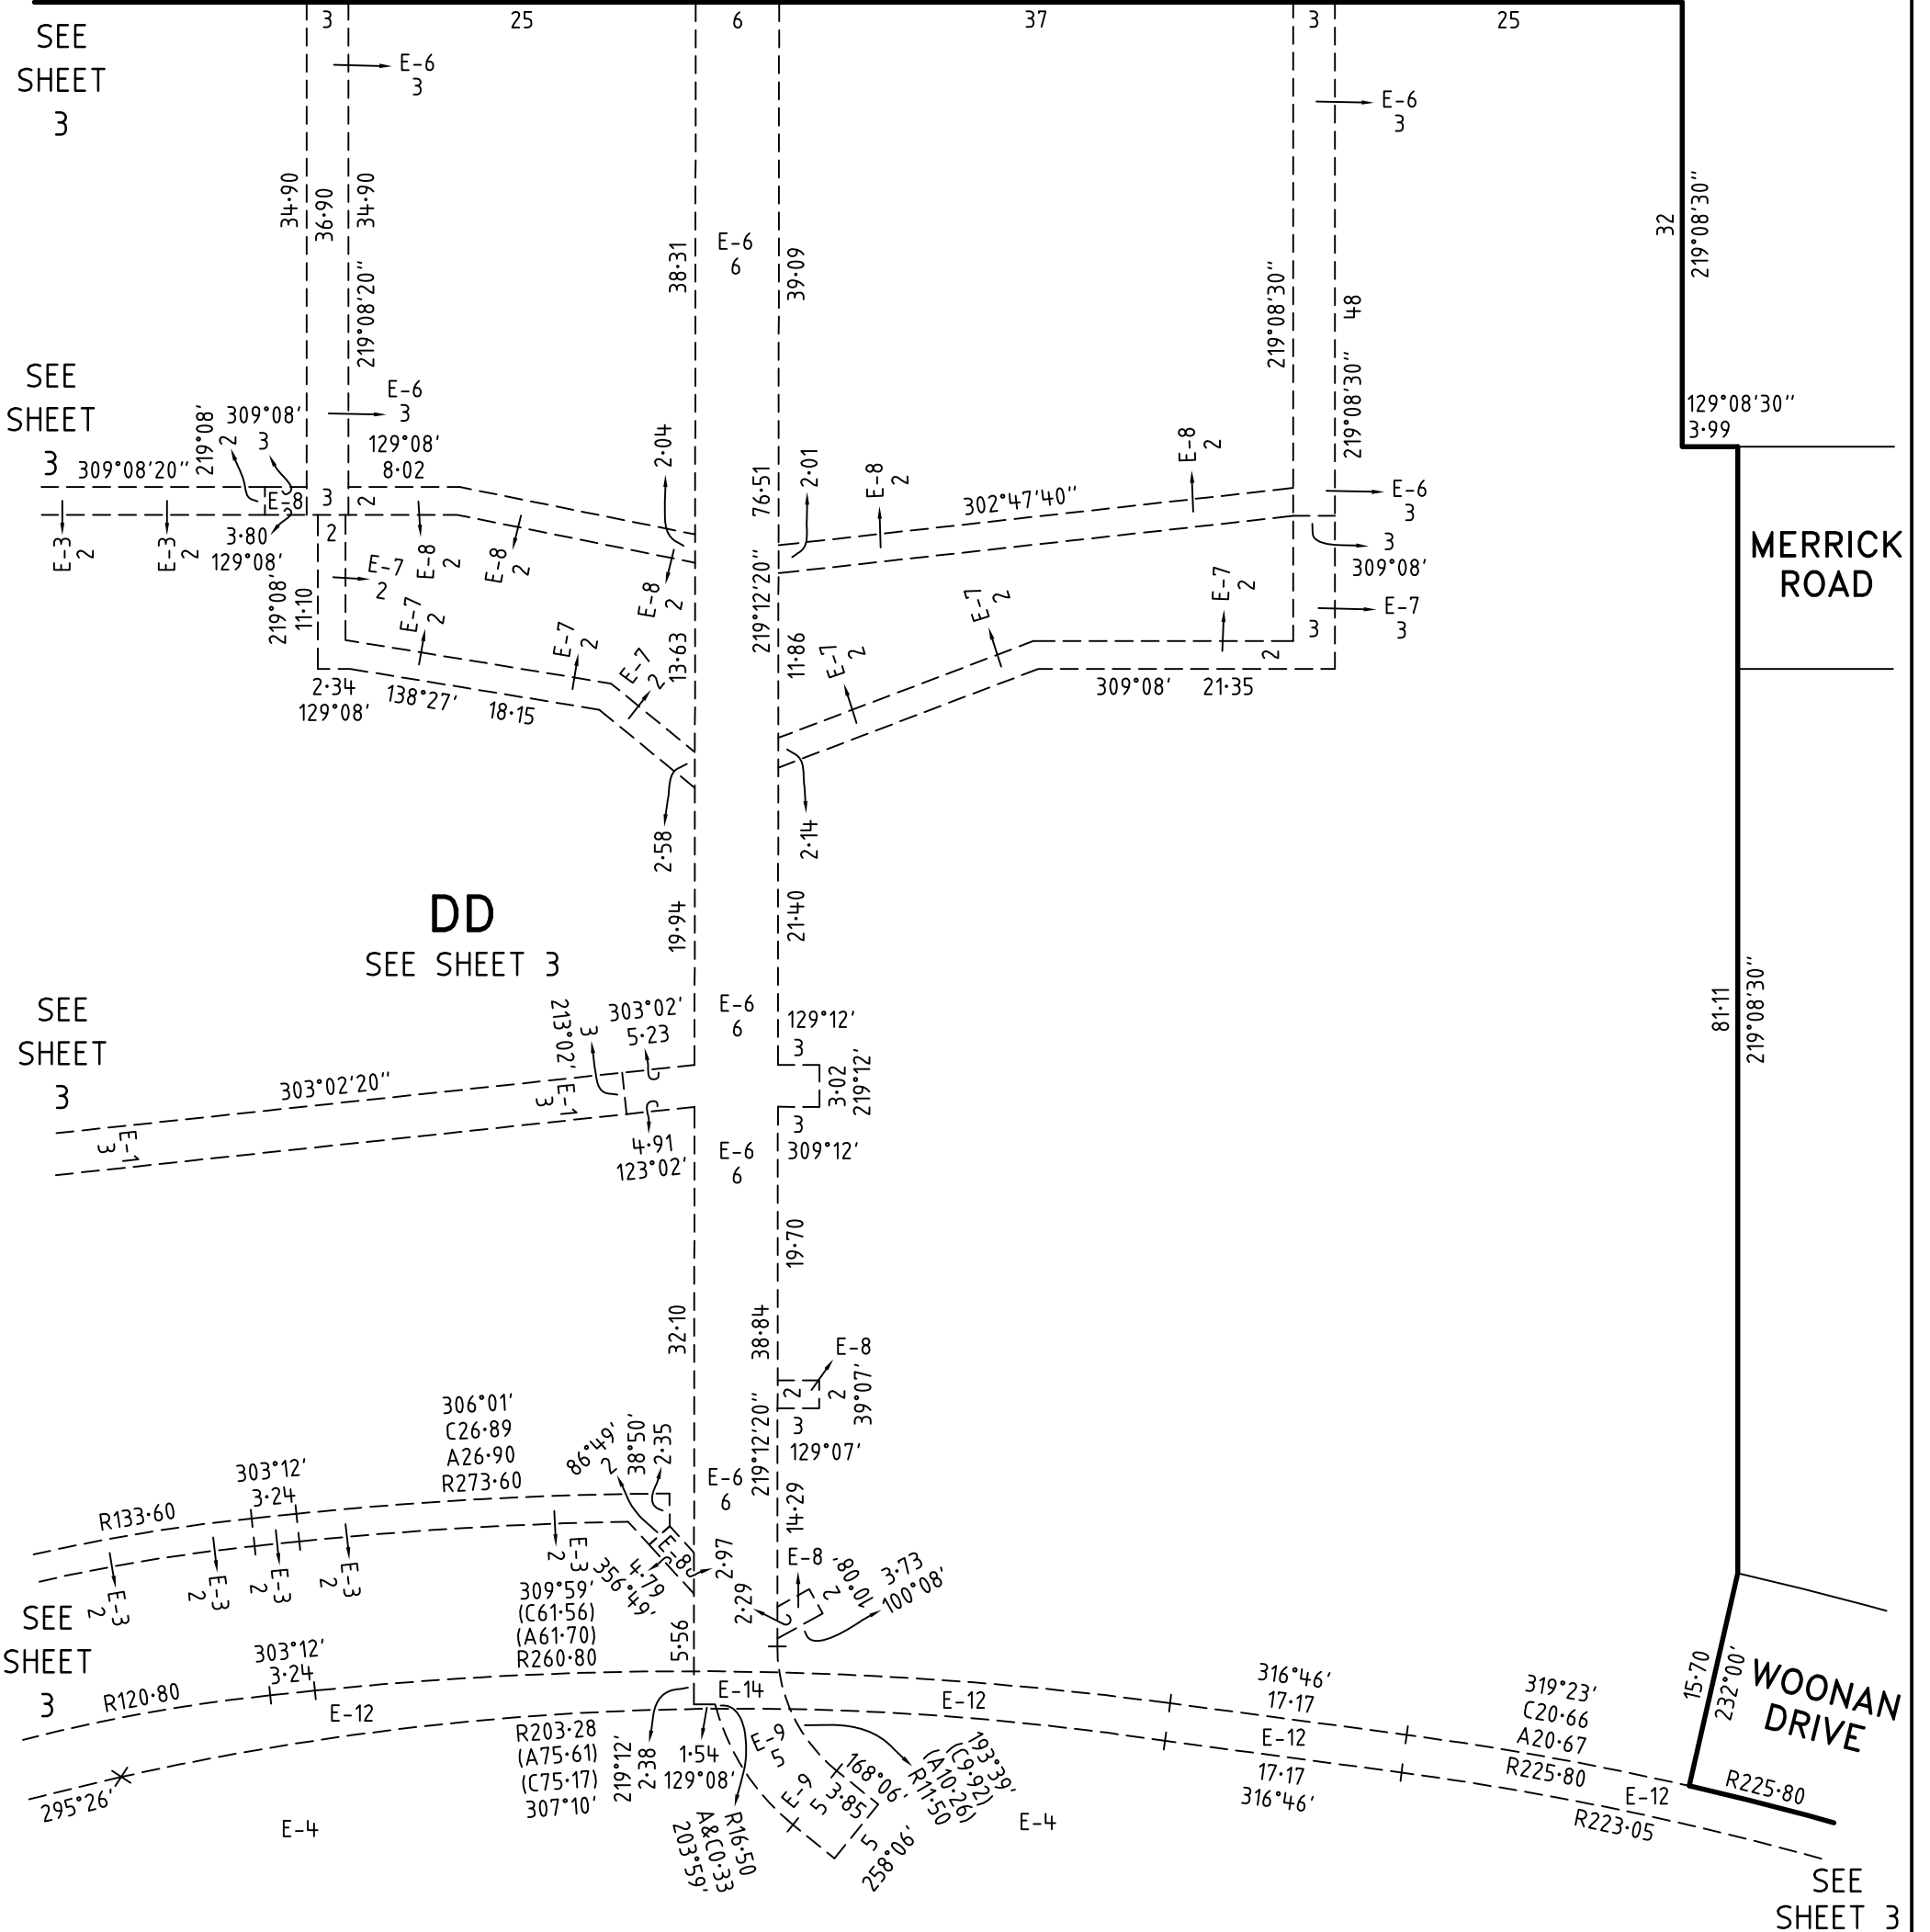 3
25
6
37
3
25
SEE
SHEET
3
E-6
3
E-6
3
34·90
36·90
34·90
219°08'20"
38·31
E-6
6
39·09
219°08'30"
48
219°08'30"
32
219°08'30"
SEE
SHEET
3
309°08'20"
219°08'
2
309°08'
3
E-6
3
129°08'
8·02
2·04
76·51
2·01
E-8
2
302°47'40"
E-8
2
E-6
3
129°08'30"
3·99
E-8
3
2
3·80
129°08'
2
E-3
2
E-3
2
E-7
2
E-8
2
E-8
2
E-8
2
219°12'20"
3
309°08'
MERRICK
ROAD
219°08'
11·10
E-7
2
E-7
2
E-7
2
13·63
11·86
E-7
2
E-7
2
E-7
2
3
E-7
3
2
2·34
129°08'
138°27'
18·15
309°08'
21·35
2·58
2·14
DD
SEE SHEET 3
19·94
21·40
81·11
219°08'30"
SEE
SHEET
3
213°02'
3
303°02'
5·23
E-6
6
129°12'
3
303°02'20"
E-1
3
3·02
219°12'
E-1
3
4·91
123°02'
E-6
6
3
309°12'
19·70
32·10
38·84
E-8
2
2
39°07'
3
129°07'
219°12'20"
306°01'
C26·89
A26·90
R273·60
86°49'
2
38°50'
2·35
303°12'
3·24
R133·60
E-6
6
14·29
E-3
2
E-3
2
E-3
2
E-3
2
E-3
2
E-8
4·79
356°49'
2·97
E-8
2
10°08'
3·73
100°08'
2·29
2
SEE
SHEET
3
309°59'
(C61·56)
(A61·70)
R260·80
5·56
303°12'
3·24
R120·80
E-12
E-14
E-12
316°46'
17·17
E-12
17·17
316°46'
319°23'
C20·66
A20·67
R225·80
E-12
15·70
232°00'
WOONAN
DRIVE
R225·80
R223·05
R203·28
(A75·61)
(C75·17)
307°10'
219°12'
2·38
1·54
129°08'
E-9
5
E-9
5
168°06'
3·85
193°39'
(C9·92)
(A10·26)
R11·50
295°26'
E-4
R16·50
A&C0·33
203°59'
5
258°06'
E-4
SEE
SHEET 3